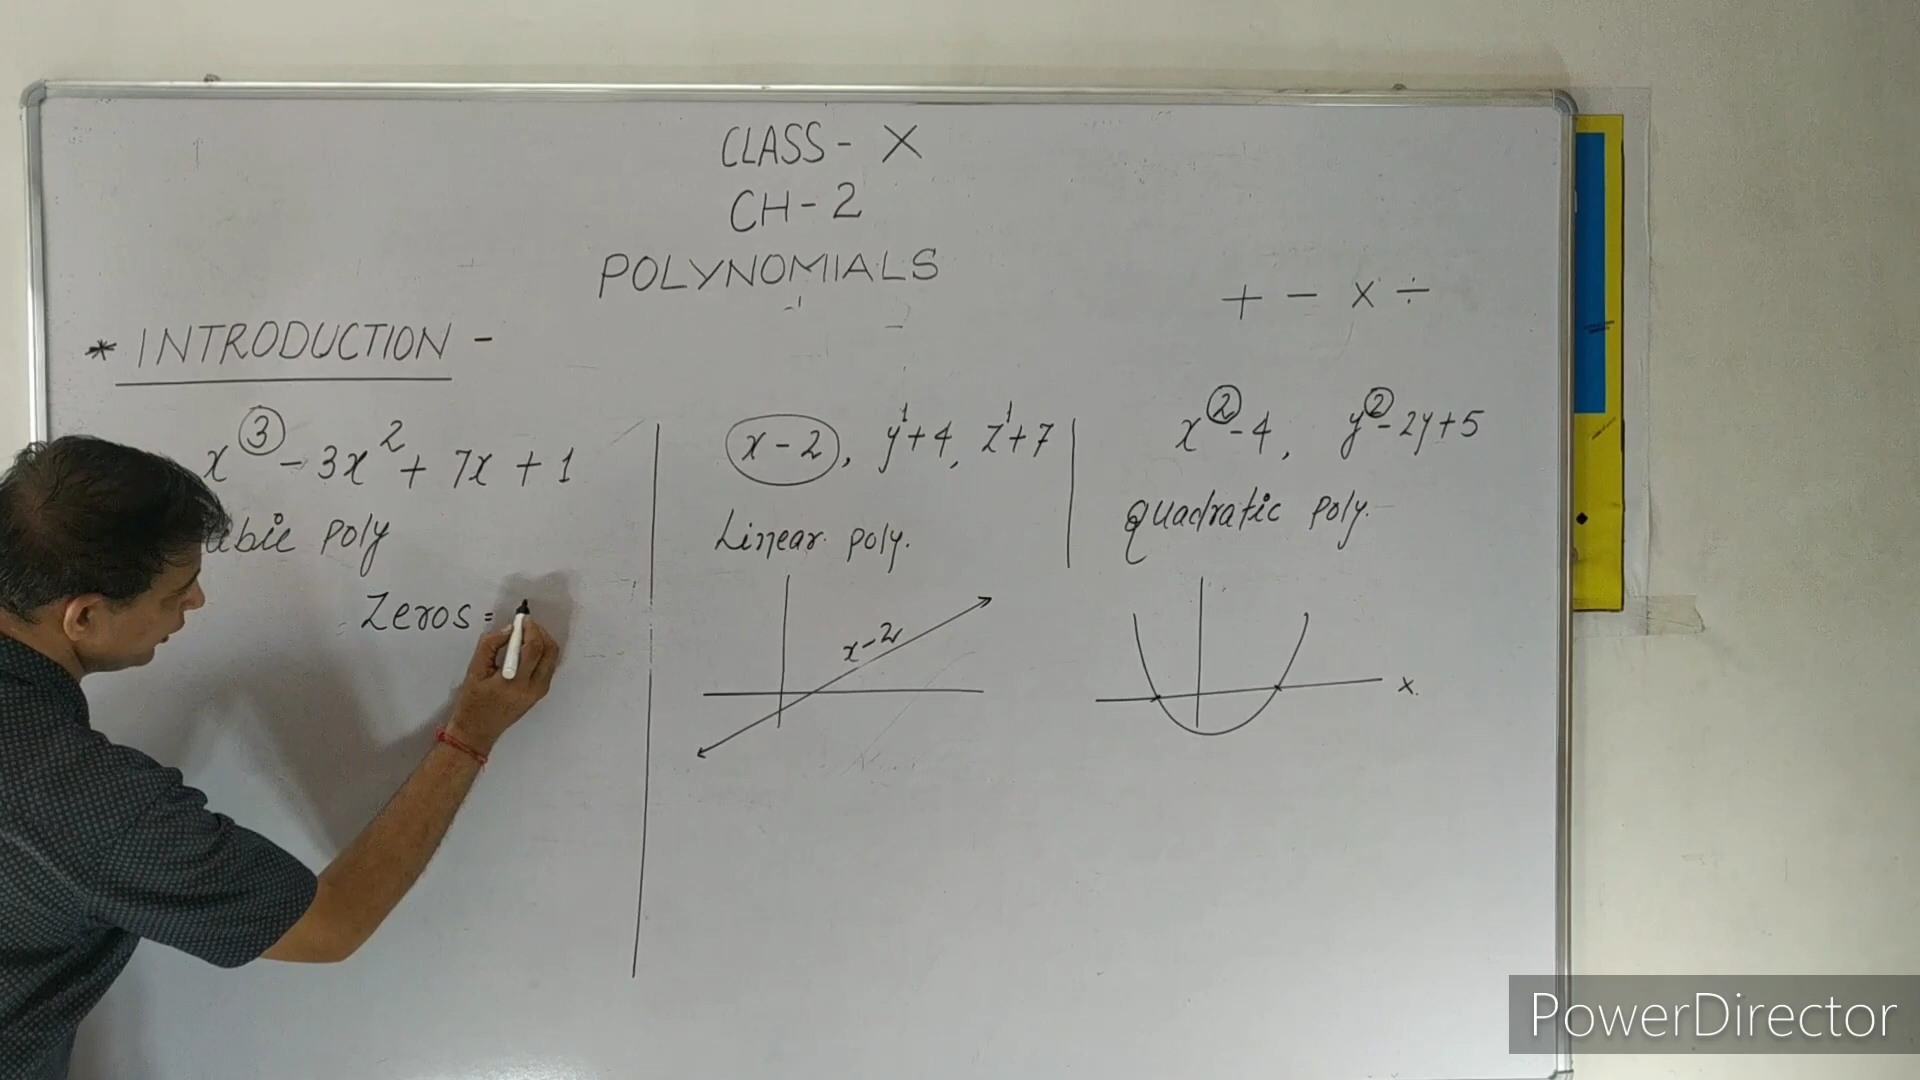 CLASS - X
CH - 2
POLYNOMIALS
+ - × ÷
* INTRODUCTION -
x³ - 3x² + 7x + 1
x - 2, y¹ + 4, z¹ + 7
x² - 4, y² - 2y + 5
ubic poly
Linear poly.
quadratic poly.
Zeros =
x - 2
x.
PowerDirector